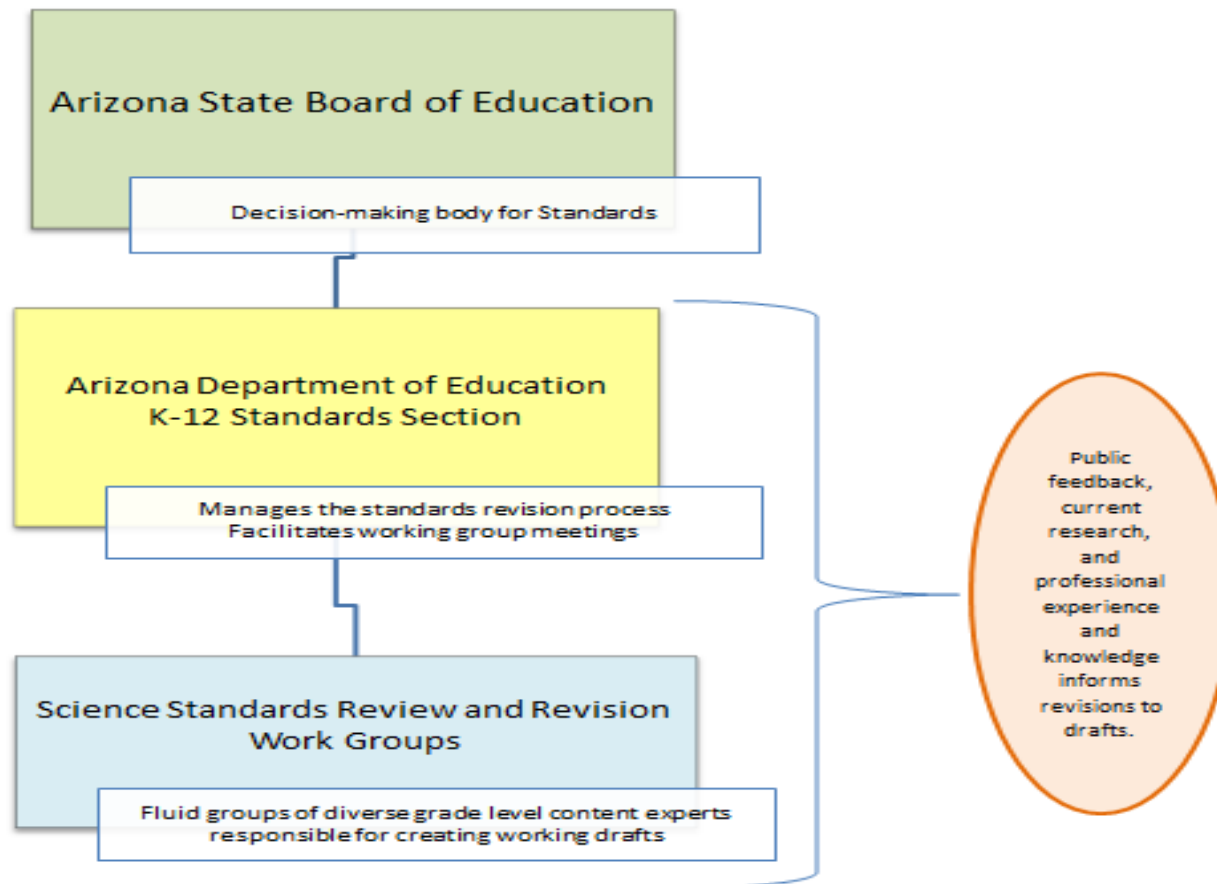 Arizona State Board of Education
Decision-making body for Standards
Arizona Department of Education
K-12 Standards Section
Manages the standards revision process
Facilitates working group meetings
Science Standards Review and Revision
Work Groups
Fluid groups of diverse grade level content experts
responsible for creating working drafts
Public
feedback,
current
research,
and
professional
experience
and
knowledge
informs
revisions to
drafts.